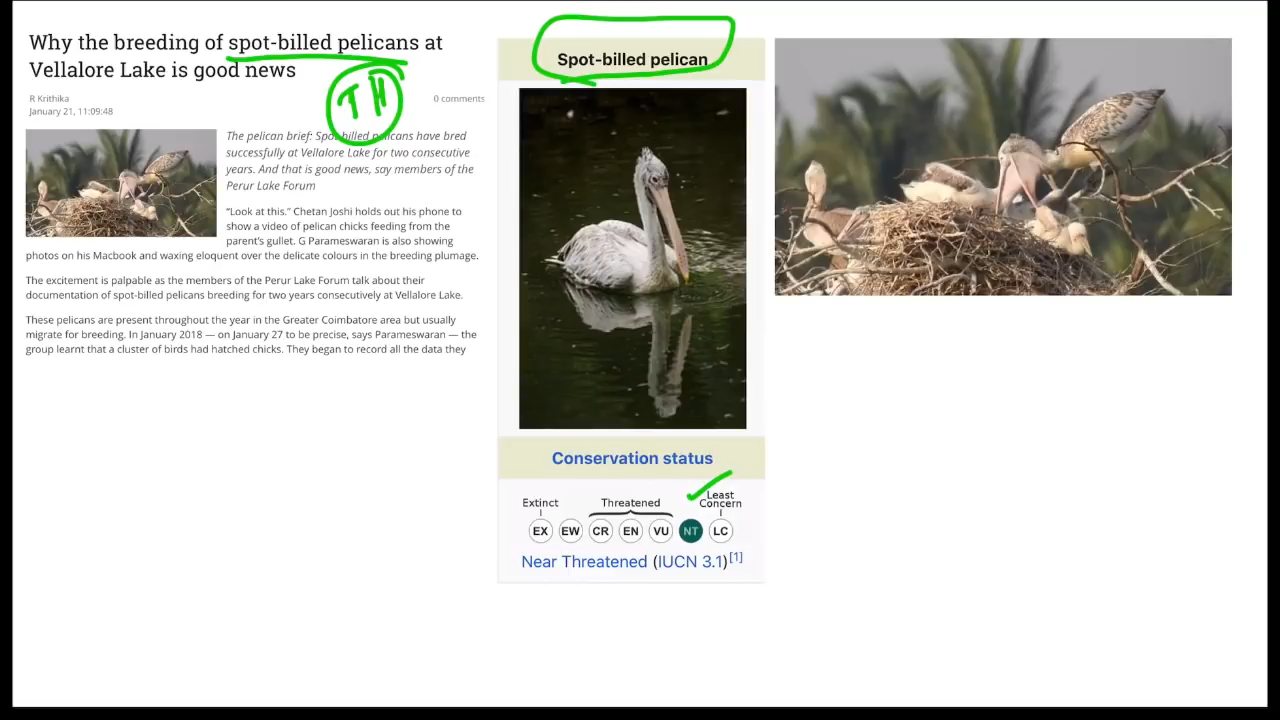 Why the breeding of spot-billed pelicans at
Vellalore Lake is good news
TH
R Krithika
January 21, 11:09:48
0 comments
The pelican brief: Spot-billed pelicans have bred
successfully at Vellalore Lake for two consecutive
years. And that is good news, say members of the
Perur Lake Forum
“Look at this.” Chetan Joshi holds out his phone to
show a video of pelican chicks feeding from the
parent’s gullet. G Parameswaran is also showing
photos on his Macbook and waxing eloquent over the delicate colours in the breeding plumage.
The excitement is palpable as the members of the Perur Lake Forum talk about their
documentation of spot-billed pelicans breeding for two years consecutively at Vellalore Lake.
These pelicans are present throughout the year in the Greater Coimbatore area but usually
migrate for breeding. In January 2018 — on January 27 to be precise, says Parameswaran — the
group learnt that a cluster of birds had hatched chicks. They began to record all the data they
Spot-billed pelican
Conservation status
Extinct Threatened Least Concern
EX EW CR EN VU NT LC
Near Threatened (IUCN 3.1)[1]